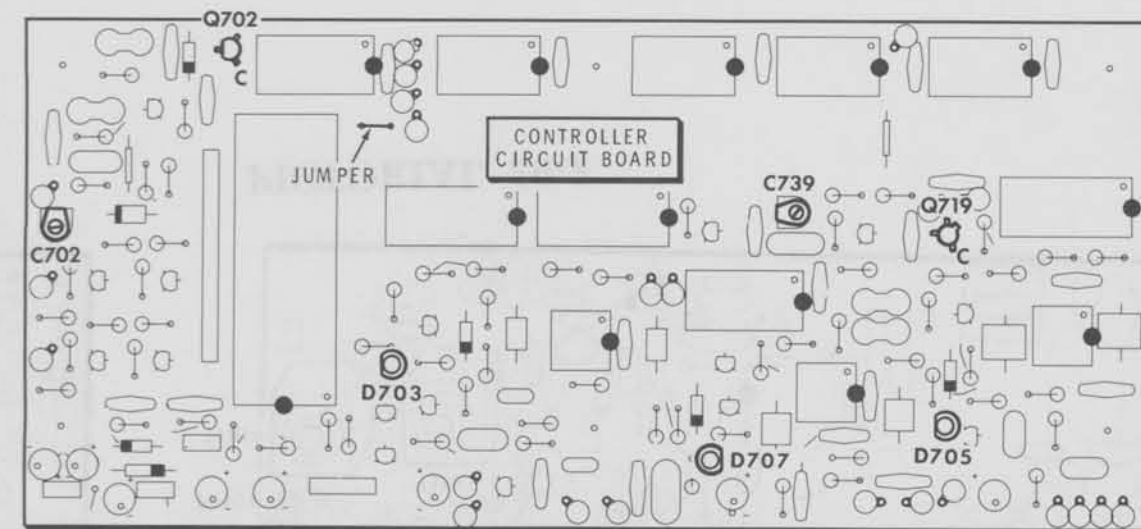 Q702
C
JUMPER
CONTROLLER
CIRCUIT BOARD
C739
Q719
C
C702
D703
D707
D705